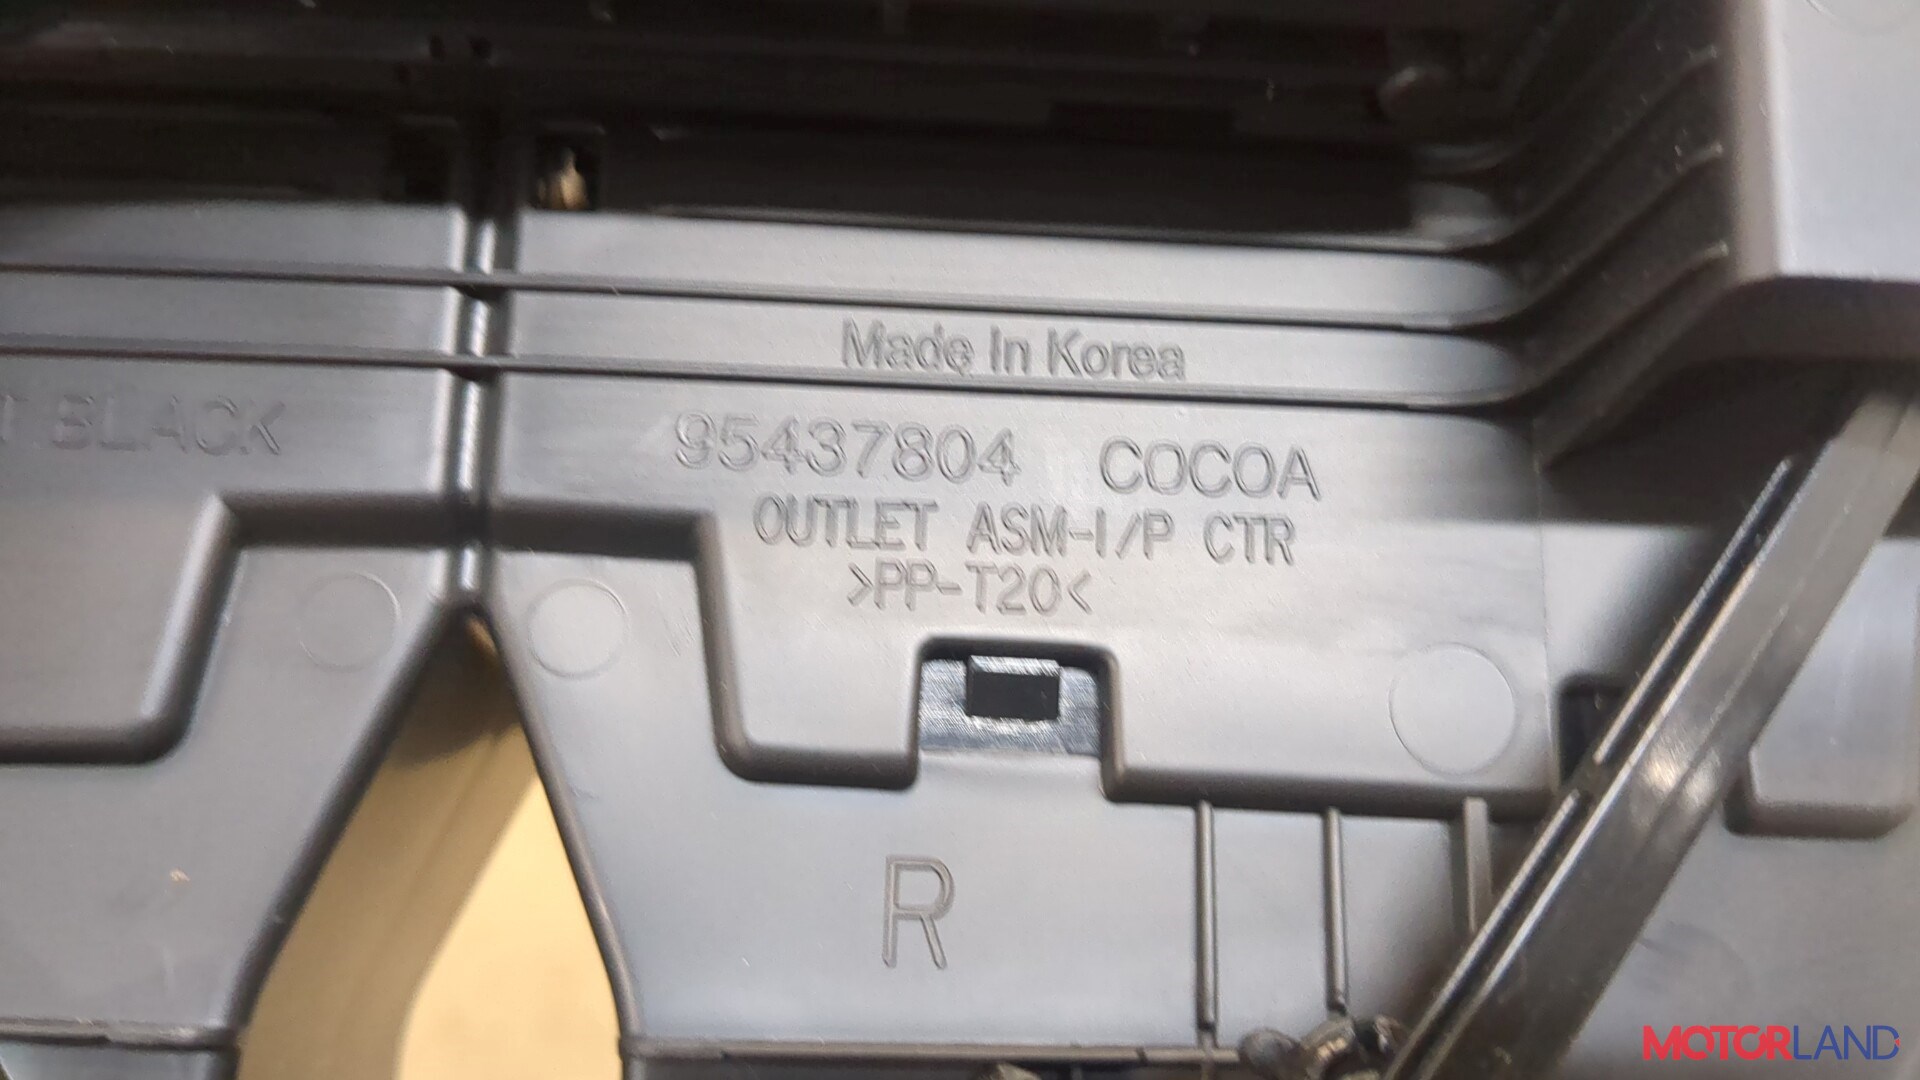 Made In Korea
T BLACK
95437804 COCOA
OUTLET ASM-I/P CTR
>PP-T20<
R
MOTORLAND